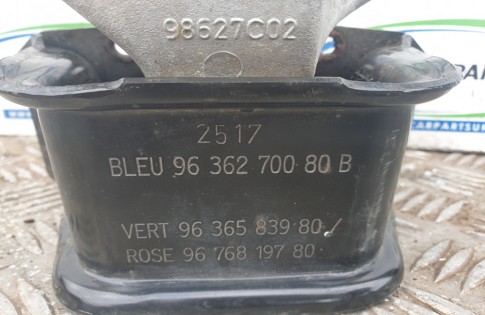 98627C02
2517
BLEU 96 362 700 80 B
VERT 96 365 839 80 /
ROSE 96 768 197 80